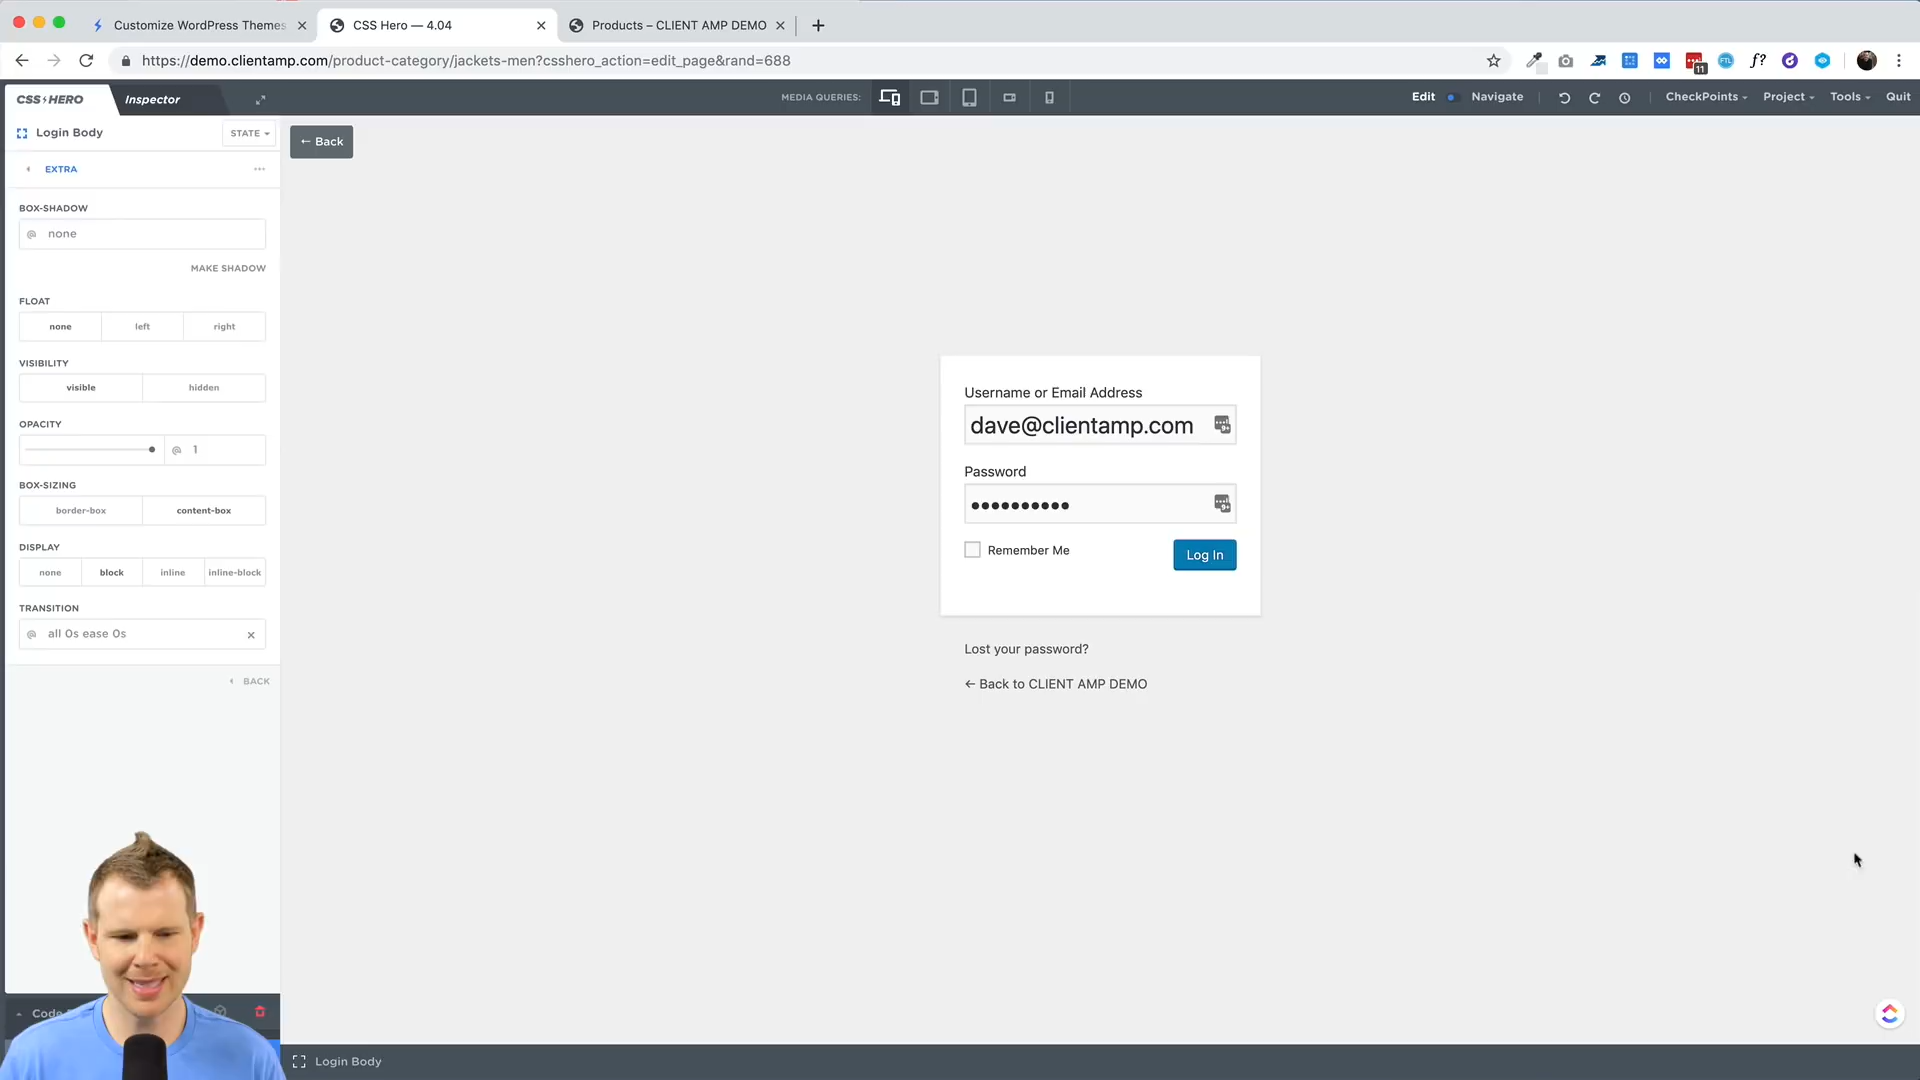 Customize WordPress Themes
CSS Hero — 4.04
Products – CLIENT AMP DEMO
https://demo.clientamp.com/product-category/jackets-men?csshero_action=edit_page&rand=688
11
FTL
f?
CSS HERO
Inspector
MEDIA QUERIES:
Edit
Navigate
CheckPoints
Project
Tools
Quit
Login Body
STATE
← Back
EXTRA
BOX-SHADOW
@ none
MAKE SHADOW
FLOAT
none left right
VISIBILITY
visible hidden
OPACITY
@ 1
BOX-SIZING
border-box content-box
DISPLAY
none block inline inline-block
TRANSITION
@ all 0s ease 0s
BACK
Username or Email Address
dave@clientamp.com
9+
Password
••••••••••
9+
Remember Me
Log In
Lost your password?
← Back to CLIENT AMP DEMO
Code
Login Body